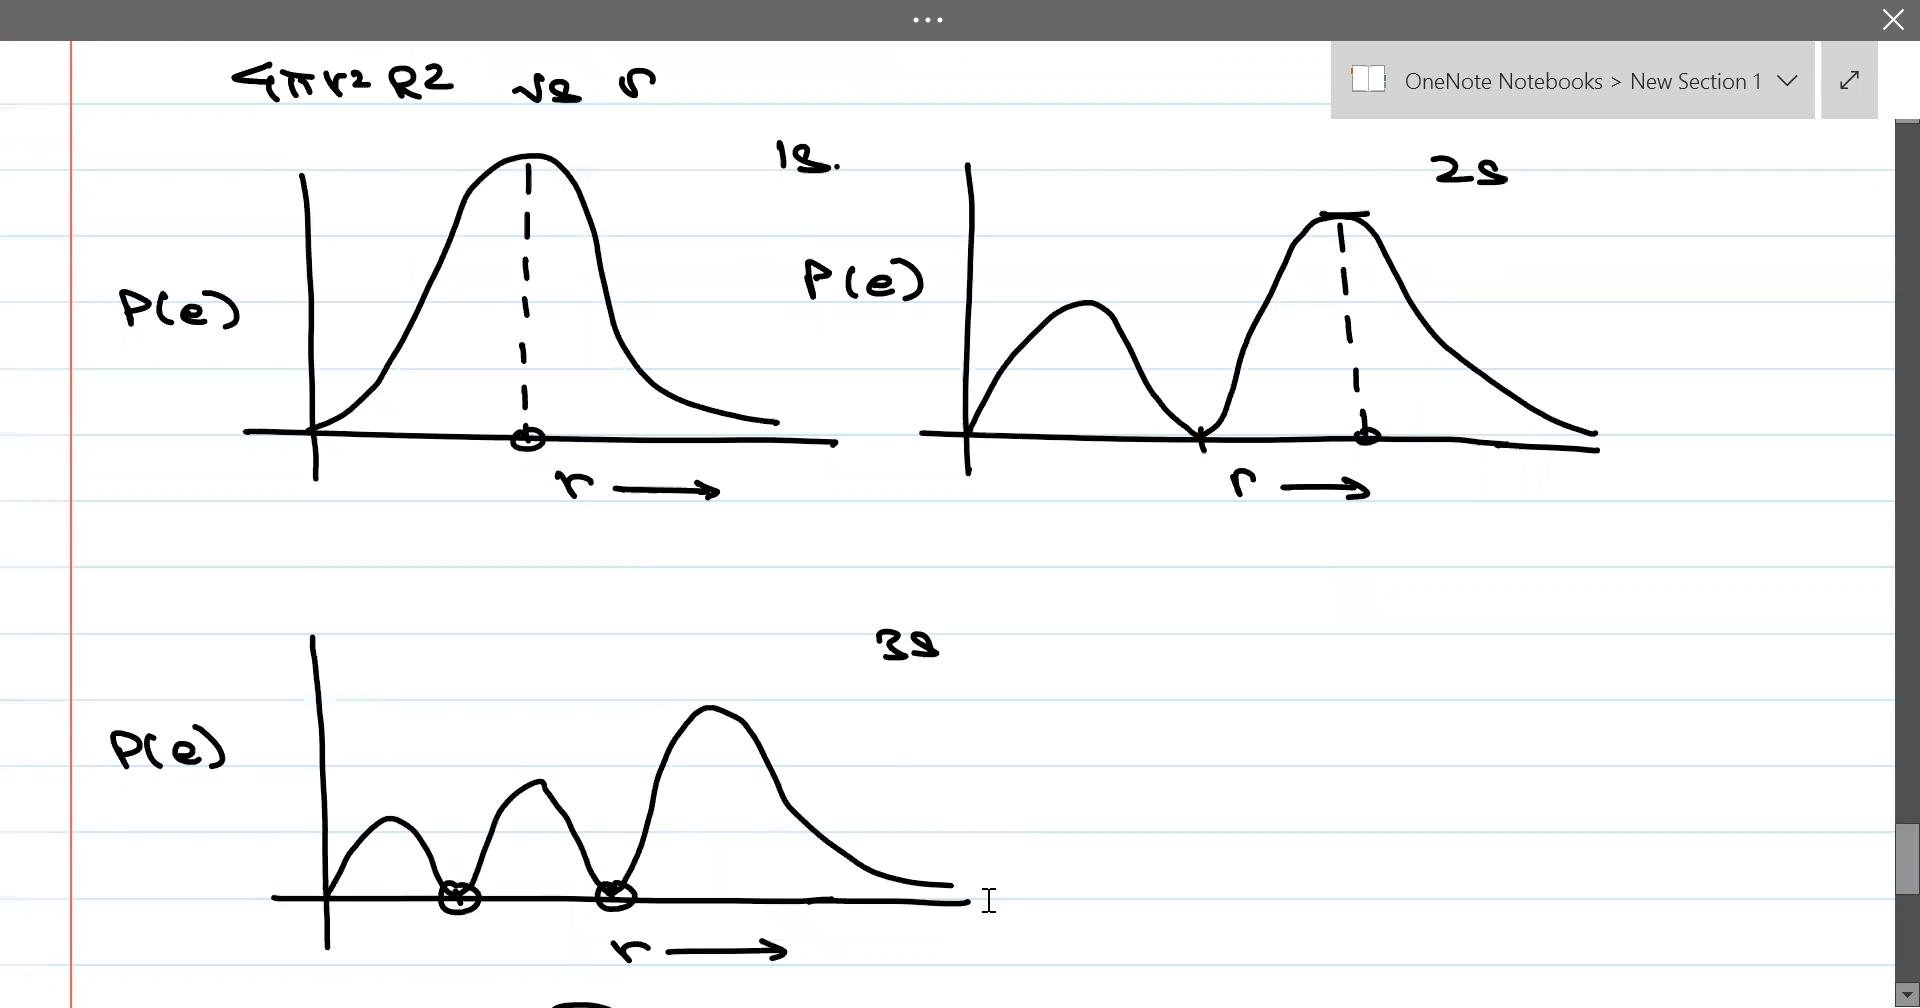 4πr² R² vs r
OneNote Notebooks > New Section 1
1s.
2s
P(e)
P(e)
r →
r →
3s
P(e)
r →